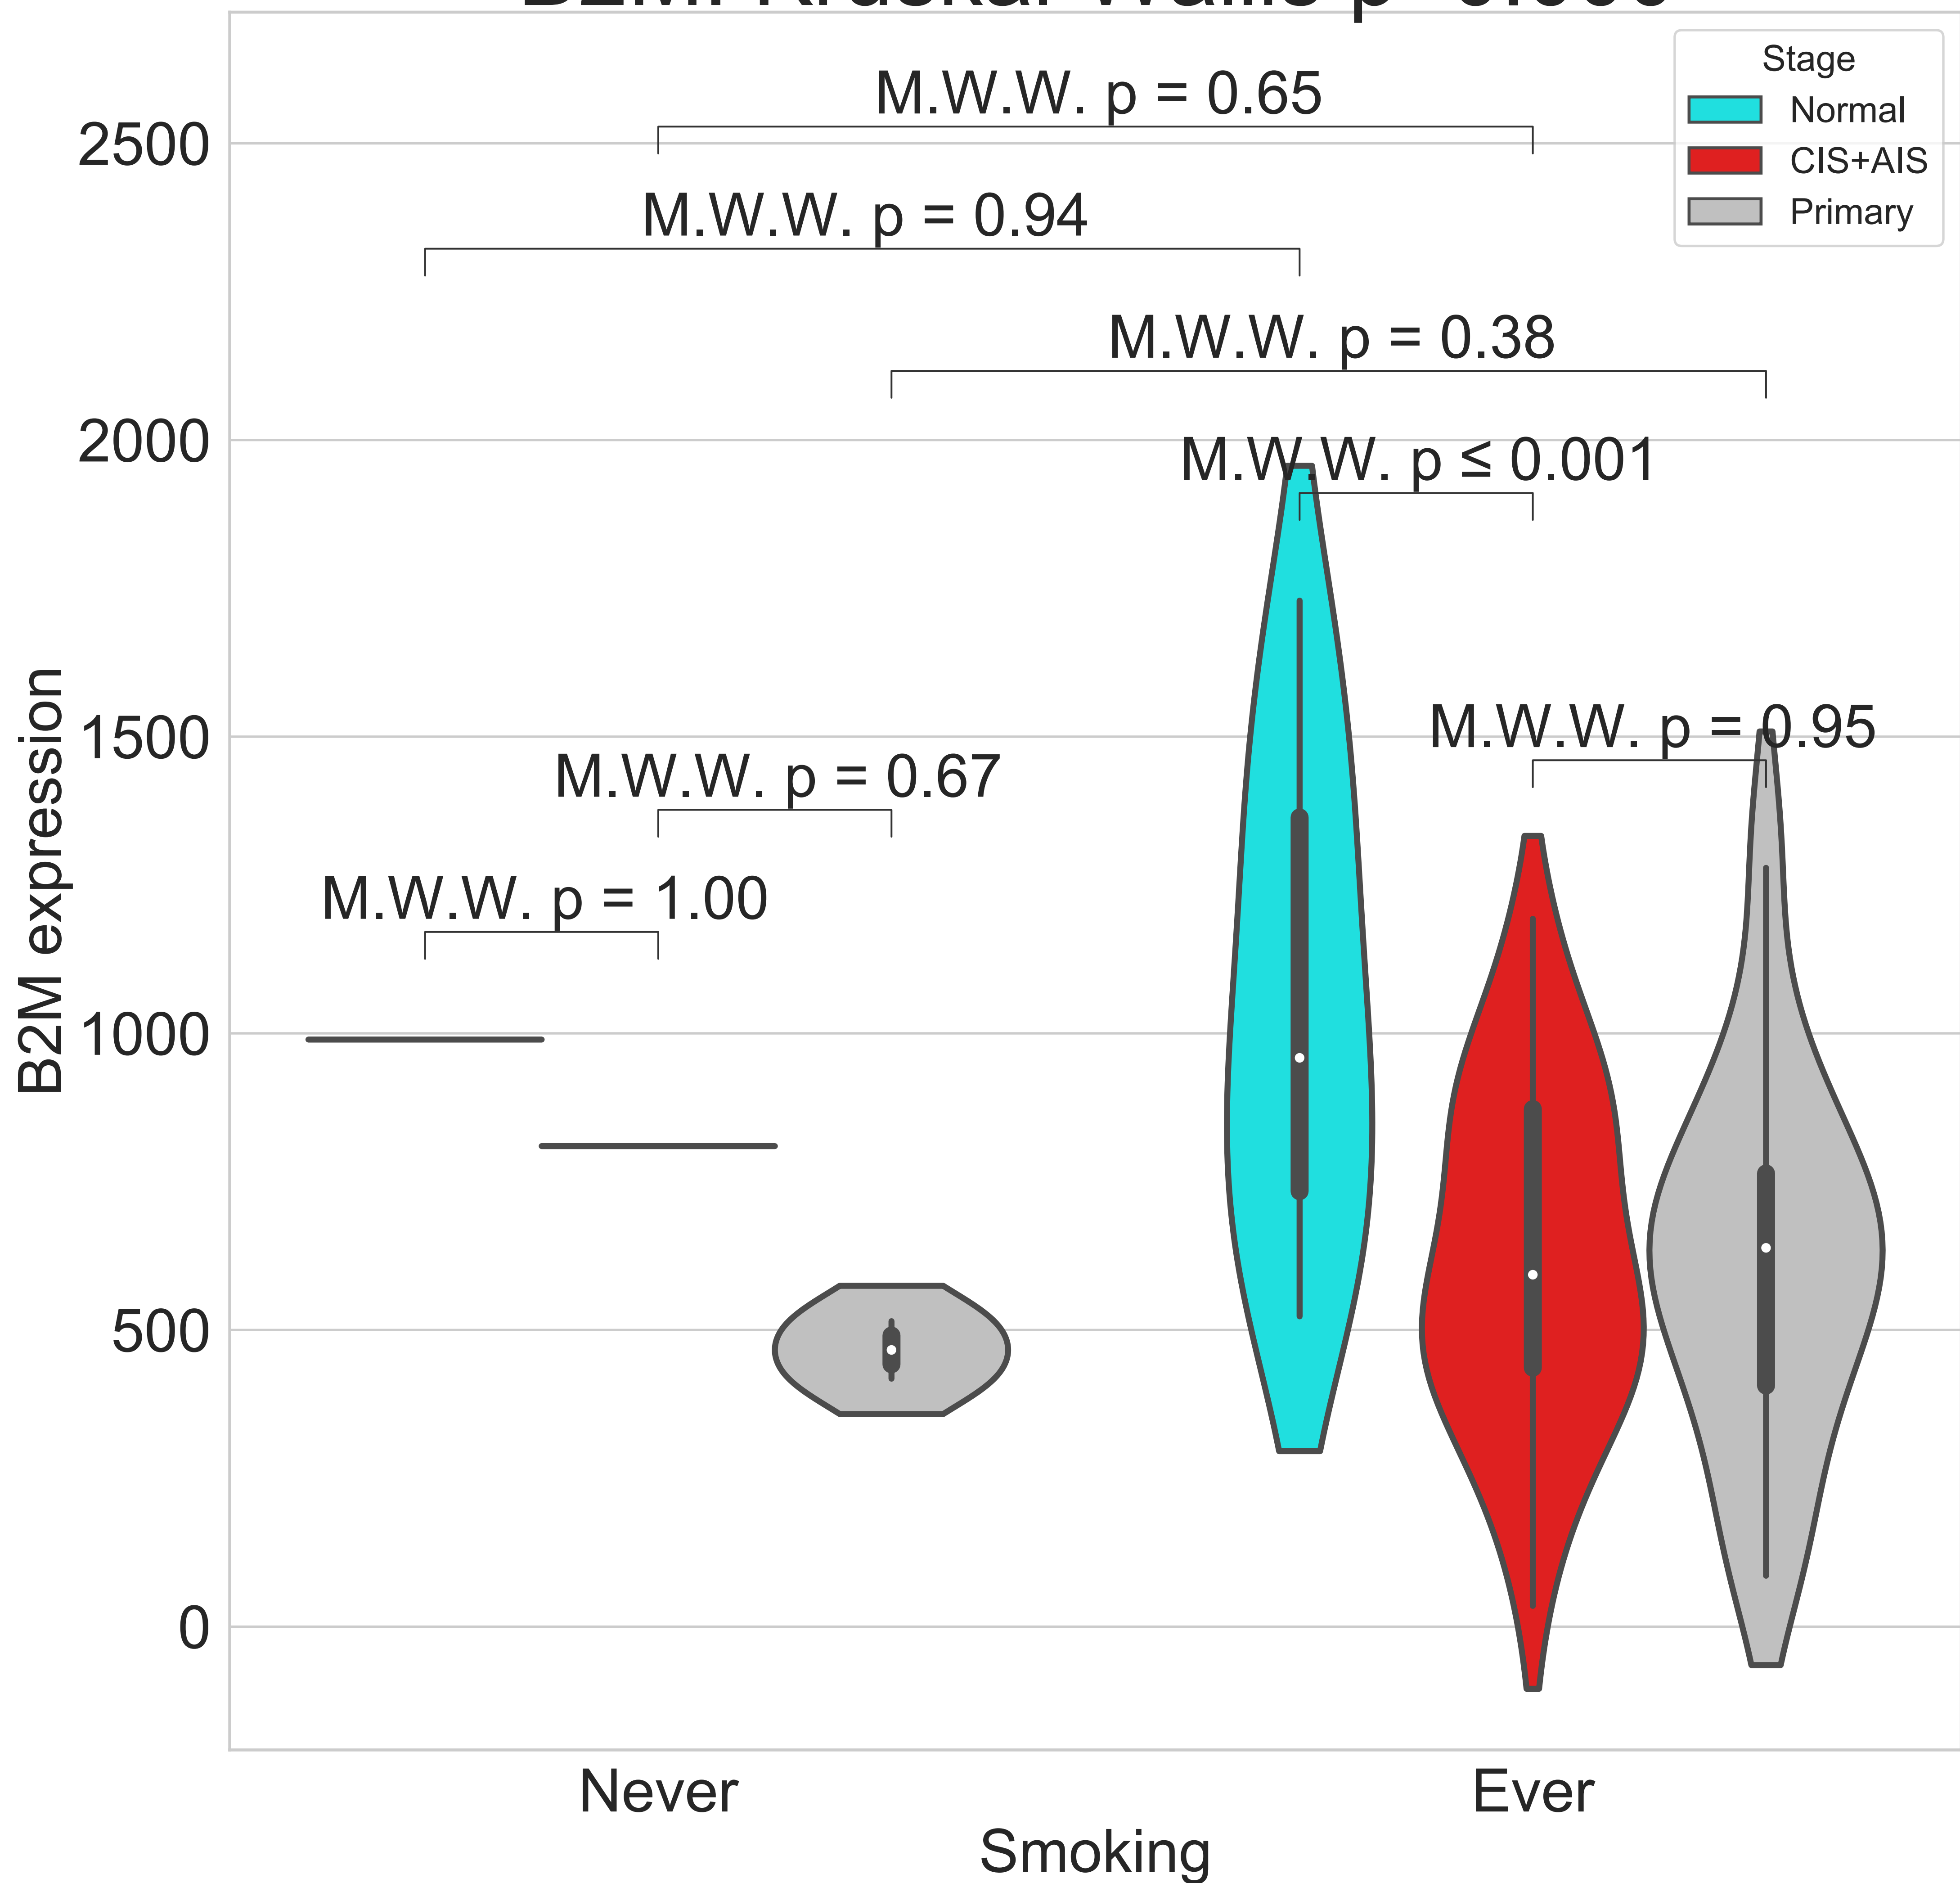 M.W.W. p = 0.65
M.W.W. p = 0.94
M.W.W. p = 0.38
M.W.W. p ≤ 0.001
M.W.W. p = 0.95
M.W.W. p = 0.67
M.W.W. p = 1.00
Stage
Normal
CIS+AIS
Primary
2500
2000
1500
1000
500
0
B2M expression
Never
Ever
Smoking